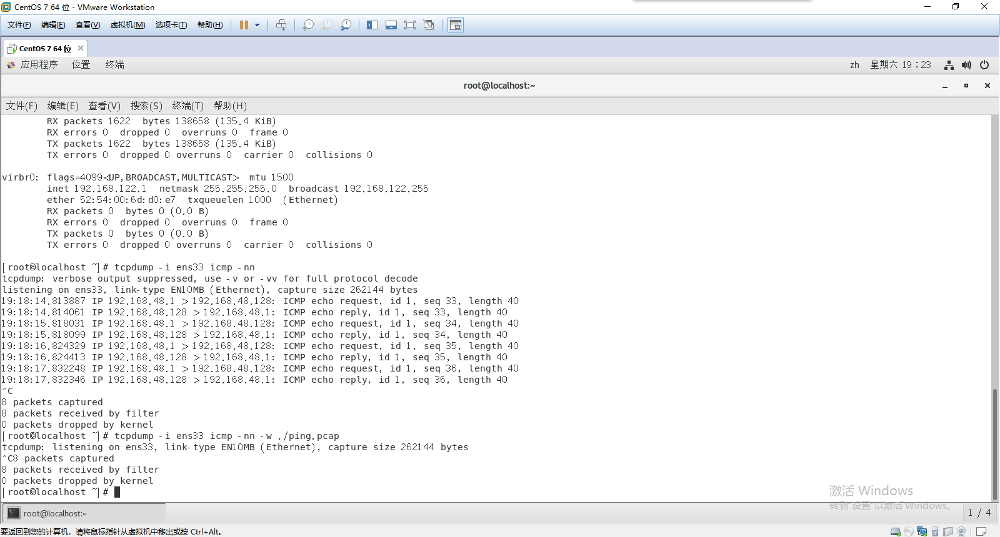 CentOS 7 64 位 - VMware Workstation
文件(F) 编辑(E) 查看(V) 虚拟机(M) 选项卡(T) 帮助(H)
CentOS 7 64 位
应用程序 位置 终端 zh 星期六 19：23
root@localhost:~
文件(F) 编辑(E) 查看(V) 搜索(S) 终端(T) 帮助(H)
RX packets 1622  bytes 138658 (135.4 KiB)
RX errors 0  dropped 0  overruns 0  frame 0
TX packets 1622  bytes 138658 (135.4 KiB)
TX errors 0  dropped 0 overruns 0  carrier 0  collisions 0
virbr0: flags=4099<UP,BROADCAST,MULTICAST>  mtu 1500
inet 192.168.122.1  netmask 255.255.255.0  broadcast 192.168.122.255
ether 52:54:00:6d:d0:e7  txqueuelen 1000  (Ethernet)
RX packets 0  bytes 0 (0.0 B)
RX errors 0  dropped 0  overruns 0  frame 0
TX packets 0  bytes 0 (0.0 B)
TX errors 0  dropped 0 overruns 0  carrier 0  collisions 0
[root@localhost ~]# tcpdump -i ens33 icmp -nn
tcpdump: verbose output suppressed, use -v or -vv for full protocol decode
listening on ens33, link-type EN10MB (Ethernet), capture size 262144 bytes
19:18:14.813887 IP 192.168.48.1 > 192.168.48.128: ICMP echo request, id 1, seq 33, length 40
19:18:14.814061 IP 192.168.48.128 > 192.168.48.1: ICMP echo reply, id 1, seq 33, length 40
19:18:15.818031 IP 192.168.48.1 > 192.168.48.128: ICMP echo request, id 1, seq 34, length 40
19:18:15.818099 IP 192.168.48.128 > 192.168.48.1: ICMP echo reply, id 1, seq 34, length 40
19:18:16.824329 IP 192.168.48.1 > 192.168.48.128: ICMP echo request, id 1, seq 35, length 40
19:18:16.824413 IP 192.168.48.128 > 192.168.48.1: ICMP echo reply, id 1, seq 35, length 40
19:18:17.832248 IP 192.168.48.1 > 192.168.48.128: ICMP echo request, id 1, seq 36, length 40
19:18:17.832346 IP 192.168.48.128 > 192.168.48.1: ICMP echo reply, id 1, seq 36, length 40
^C
8 packets captured
8 packets received by filter
0 packets dropped by kernel
[root@localhost ~]# tcpdump -i ens33 icmp -nn -w ./ping.pcap
tcpdump: listening on ens33, link-type EN10MB (Ethernet), capture size 262144 bytes
^C8 packets captured
8 packets received by filter
0 packets dropped by kernel
[root@localhost ~]#
激活 Windows
转到"设置"以激活 Windows。
root@localhost:~ 1 / 4
要返回到您的计算机，请将鼠标指针从虚拟机中移出或按 Ctrl+Alt。